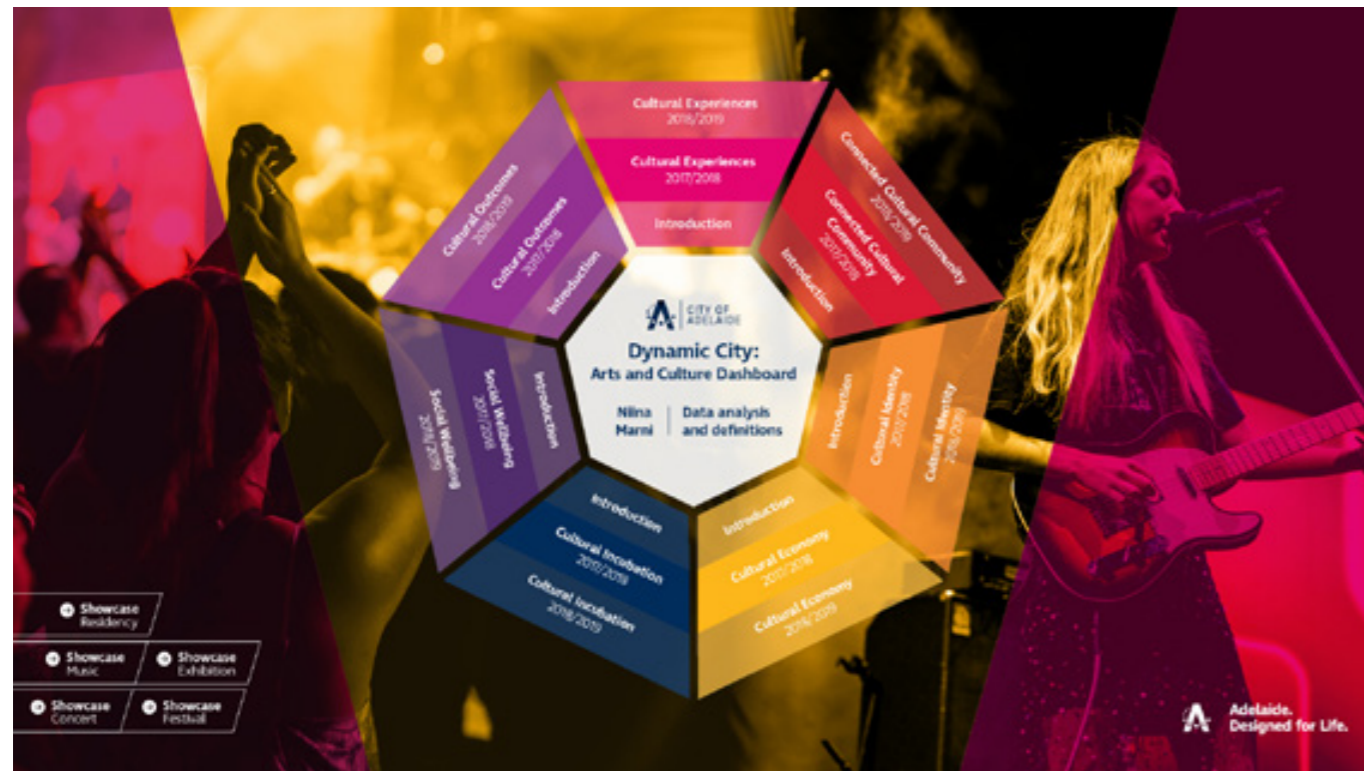 Cultural Experiences
2018/2019
Cultural Experiences
2017/2018
Introduction
Connected Cultural Community
2018/2019
Connected Cultural
Community
2017/2018
Introduction
Cultural Identity
2018/2019
Cultural Identity
2017/2018
Introduction
Introduction
Cultural Economy
2017/2018
Cultural Economy
2018/2019
Introduction
Cultural Incubation
2017/2018
Cultural Incubation
2018/2019
Introduction
Social Wellbeing
2017/2018
Social Wellbeing
2018/2019
Cultural Outcomes
2018/2019
Cultural Outcomes
2017/2018
Introduction
CITY OF
ADELAIDE
Dynamic City:
Arts and Culture Dashboard
Niina
Marni
Data analysis
and definitions
Showcase
Residency
Showcase
Music
Showcase
Exhibition
Showcase
Concert
Showcase
Festival
Adelaide.
Designed for Life.